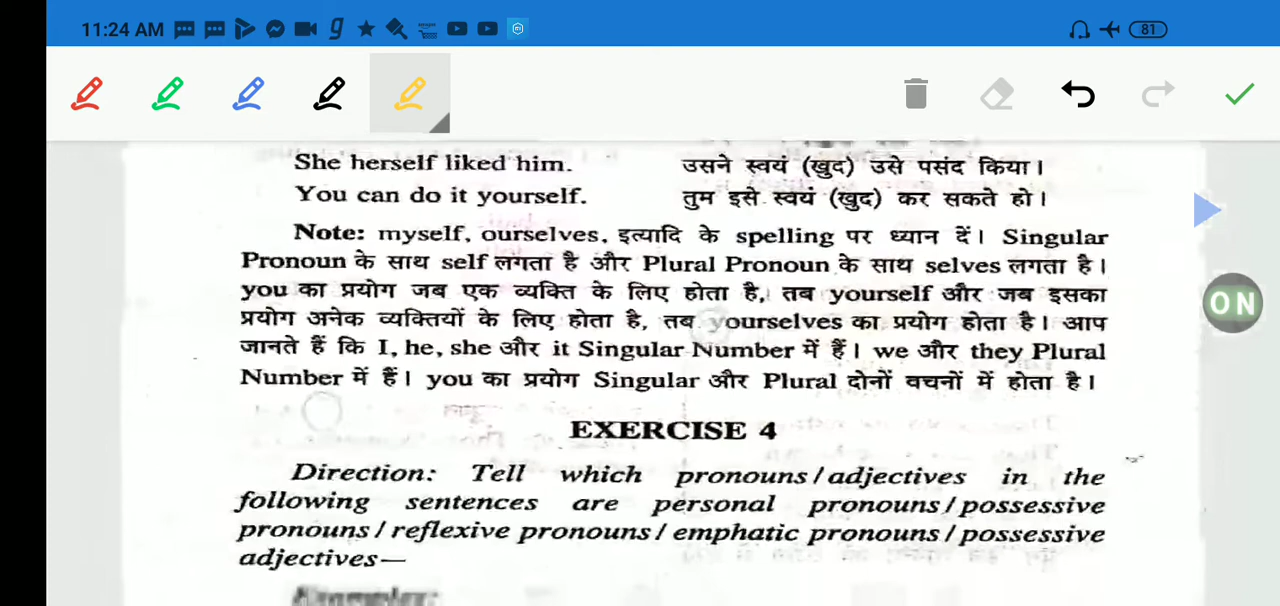 11:24 AM
81
She herself liked him. उसने स्वयं (खुद) उसे पसंद किया।
You can do it yourself. तुम इसे स्वयं (खुद) कर सकते हो।
Note: myself, ourselves, इत्यादि के spelling पर ध्यान दें। Singular
Pronoun के साथ self लगता है और Plural Pronoun के साथ selves लगता है।
you का प्रयोग जब एक व्यक्ति के लिए होता है, तब yourself और जब इसका
प्रयोग अनेक व्यक्तियों के लिए होता है, तब yourselves का प्रयोग होता है। आप
जानते हैं कि I, he, she और it Singular Number में हैं। we और they Plural
Number में हैं। you का प्रयोग Singular और Plural दोनों वचनों में होता है।
ON
EXERCISE 4
Direction: Tell which pronouns/adjectives in the
following sentences are personal pronouns/possessive
pronouns/reflexive pronouns/emphatic pronouns/possessive
adjectives—